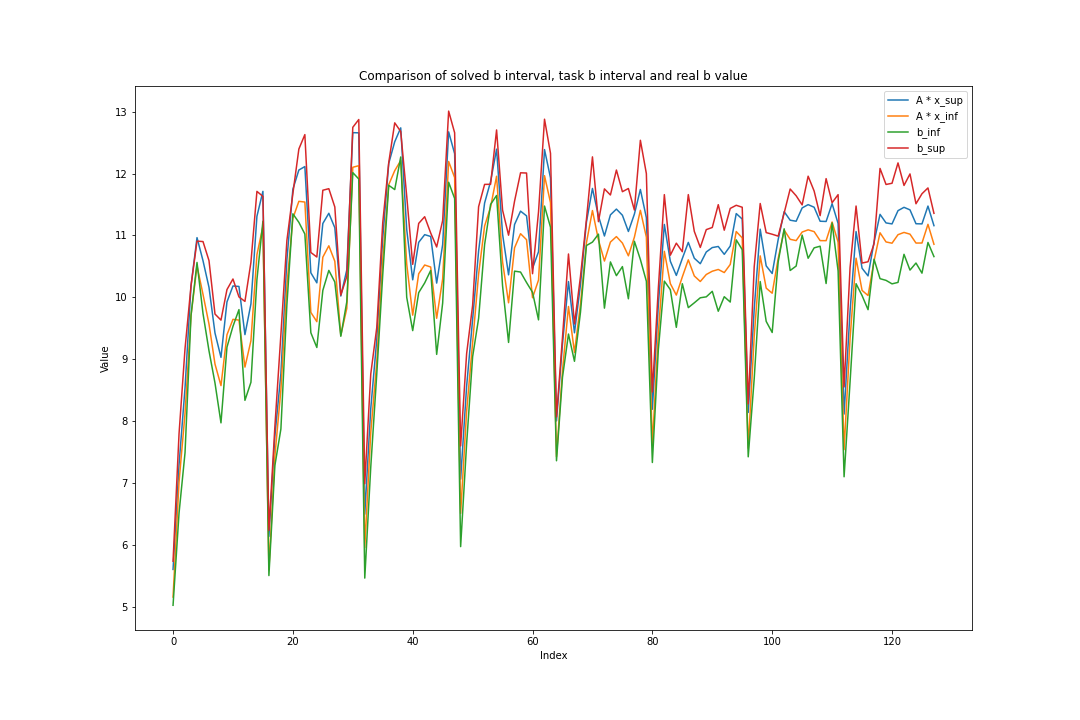 Comparison of solved b interval, task b interval and real b value
A * x_sup
A * x_inf
b_inf
b_sup
Value
13
12
11
10
9
8
7
6
5
0 20 40 60 80 100 120
Index